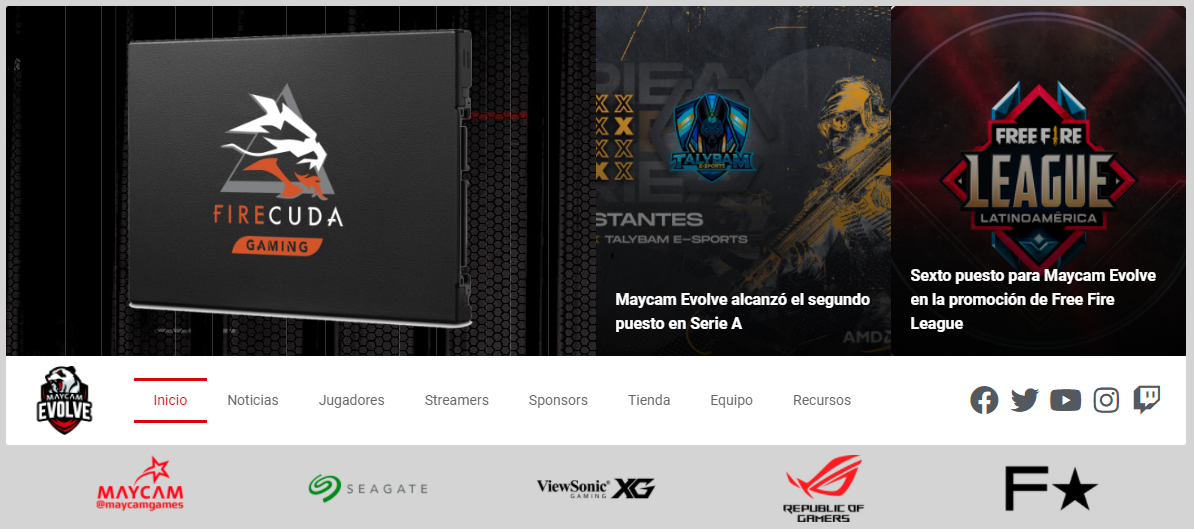 FIRECUDA
GAMING
X X
X X
X X
X X
TALYBAM
E-SPORTS
STANTES
X TALYBAM E-SPORTS
Maycam Evolve alcanzó el segundo
puesto en Serie A
AMD
FREE FIRE
LEAGUE
LATINOAMÉRICA
Sexto puesto para Maycam Evolve
en la promoción de Free Fire
League
MAYCAM
EVOLVE
Inicio
Noticias
Jugadores
Streamers
Sponsors
Tienda
Equipo
Recursos
MAYCAM
@maycamgames
SEAGATE
ViewSonic XG
GAMING
REPUBLIC OF
GAMERS
F★